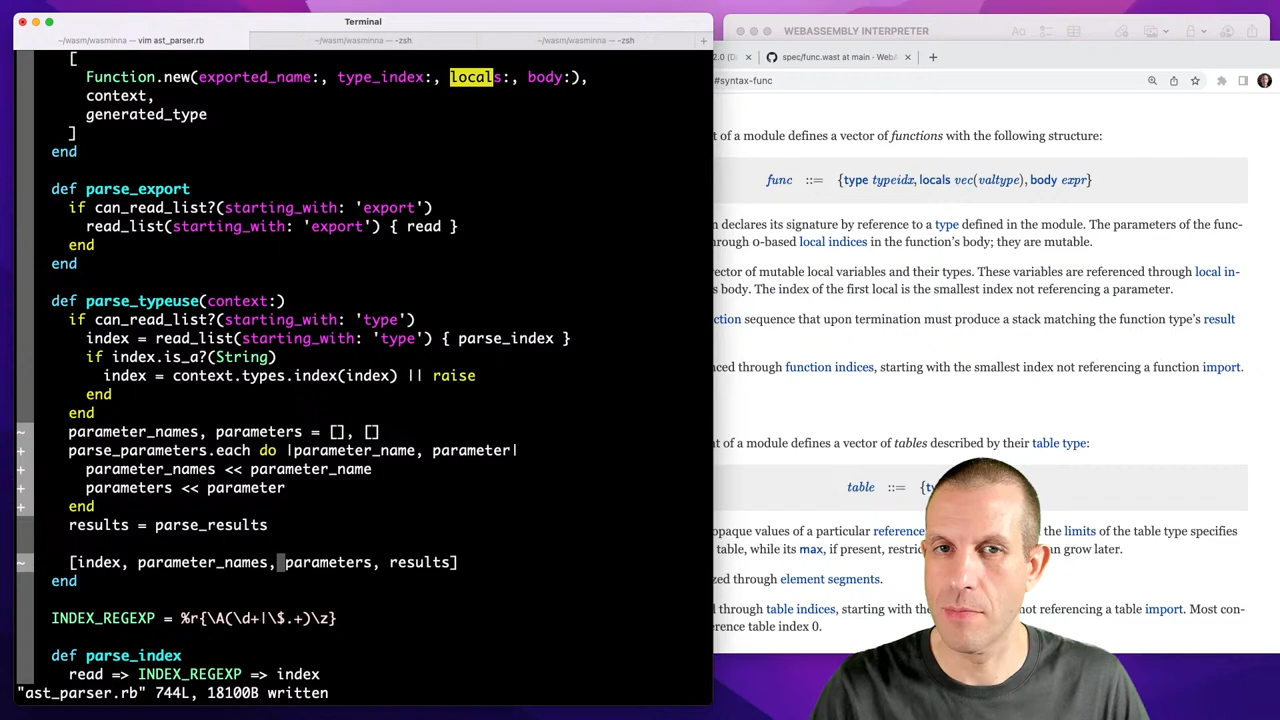 Terminal
~/wasm/wasminna — vim ast_parser.rb
~/wasm/wasminna — -zsh
~/wasm/wasminna — -zsh
+
[
Function.new(exported_name:, type_index:, locals:, body:),
context,
generated_type
]
end
def parse_export
if can_read_list?(starting_with: 'export')
read_list(starting_with: 'export') { read }
end
end
def parse_typeuse(context:)
if can_read_list?(starting_with: 'type')
index = read_list(starting_with: 'type') { parse_index }
if index.is_a?(String)
index = context.types.index(index) || raise
end
end
~ parameter_names, parameters = [], []
+ parse_parameters.each do |parameter_name, parameter|
+ parameter_names << parameter_name
+ parameters << parameter
+ end
results = parse_results
~ [index, parameter_names, parameters, results]
end
INDEX_REGEXP = %r{\A(\d+|\$.+)\z}
def parse_index
read => INDEX_REGEXP => index
"ast_parser.rb" 744L, 18100B written
WEBASSEMBLY INTERPRETER
Aa
2.0 (D × spec/func.wast at main · WebA × +
#syntax-func
t of a module defines a vector of functions with the following structure:
func ::= {type typeidx, locals vec(valtype), body expr}
n declares its signature by reference to a type defined in the module. The parameters of the func-
hrough 0-based local indices in the function's body; they are mutable.
ector of mutable local variables and their types. These variables are referenced through local in-
s body. The index of the first local is the smallest index not referencing a parameter.
ction sequence that upon termination must produce a stack matching the function type's result
nced through function indices, starting with the smallest index not referencing a function import.
nt of a module defines a vector of tables described by their table type:
table ::= {ty
opaque values of a particular reference the limits of the table type specifies
table, while its max, if present, restric n grow later.
zed through element segments.
d through table indices, starting with the not referencing a table import. Most con-
erence table index 0.